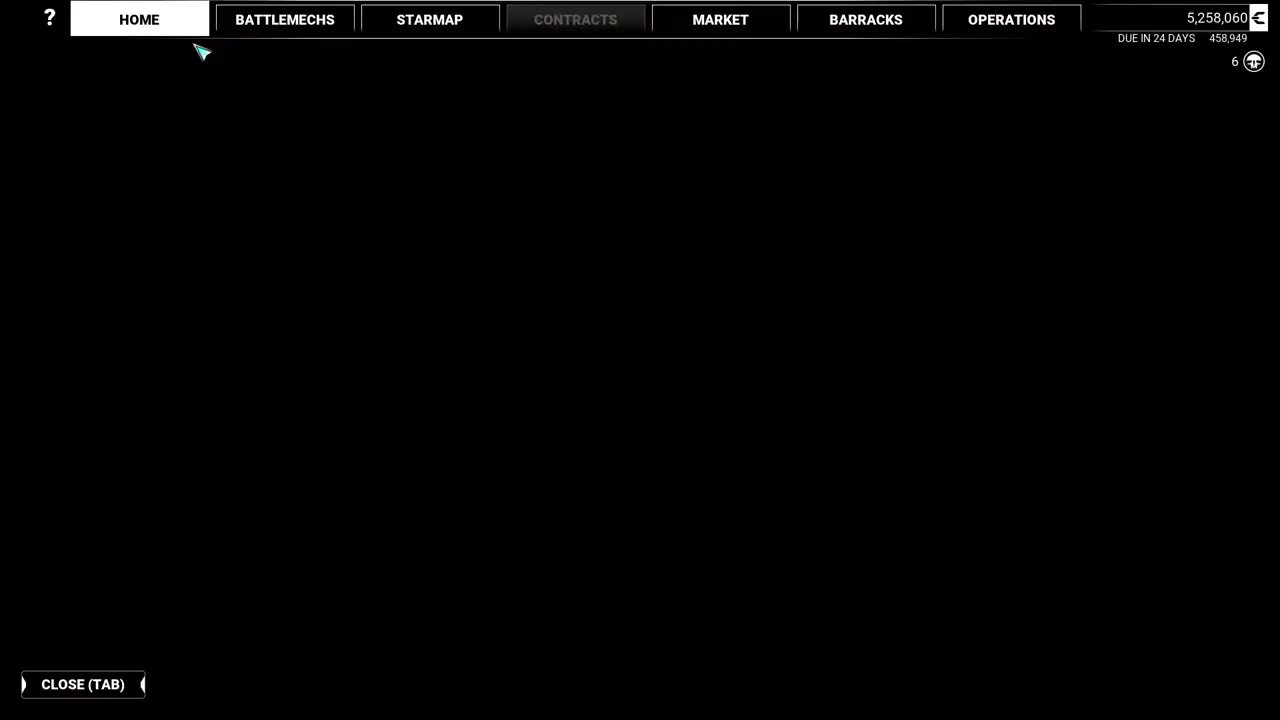 ? HOME BATTLEMECHS STARMAP CONTRACTS MARKET BARRACKS OPERATIONS 5,258,060
DUE IN 24 DAYS 458,949
6
CLOSE (TAB)